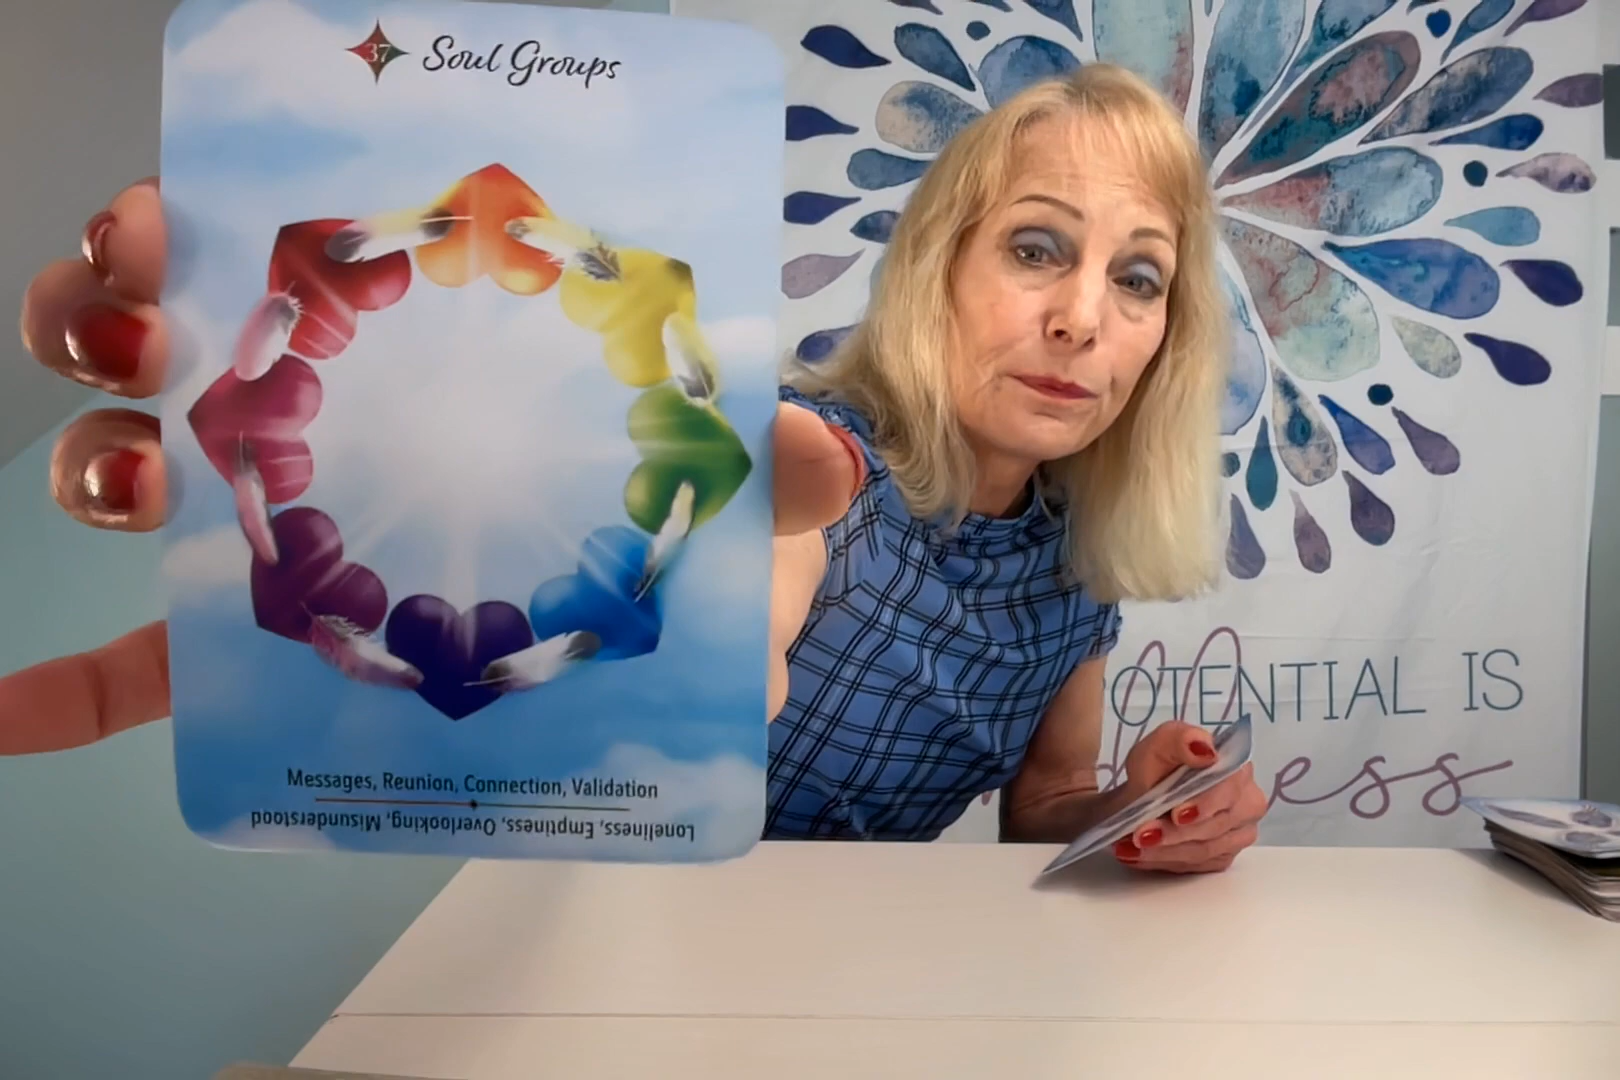 37 Soul Groups
Messages, Reunion, Connection, Validation
Loneliness, Emptiness, Overlooking, Misunderstood
POTENTIAL IS